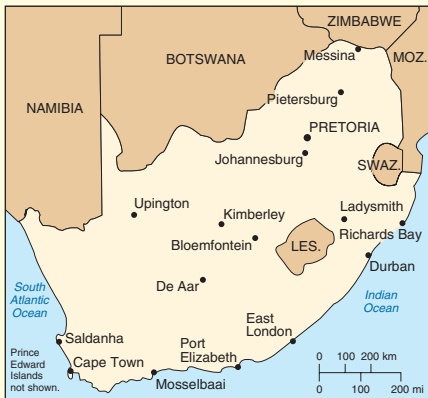 ZIMBABWE
Messina
MOZ.
BOTSWANA
Pietersburg
NAMIBIA
PRETORIA
Johannesburg
SWAZ.
Upington
Kimberley
Ladysmith
Bloemfontein
Richards Bay
LES.
Durban
De Aar
South
Atlantic
Ocean
Indian
Ocean
East
London
Saldanha
Port
Elizabeth
Prince
Edward
Islands
not shown.
Cape Town
Mosselbaai
0 100 200 km
0 100 200 mi